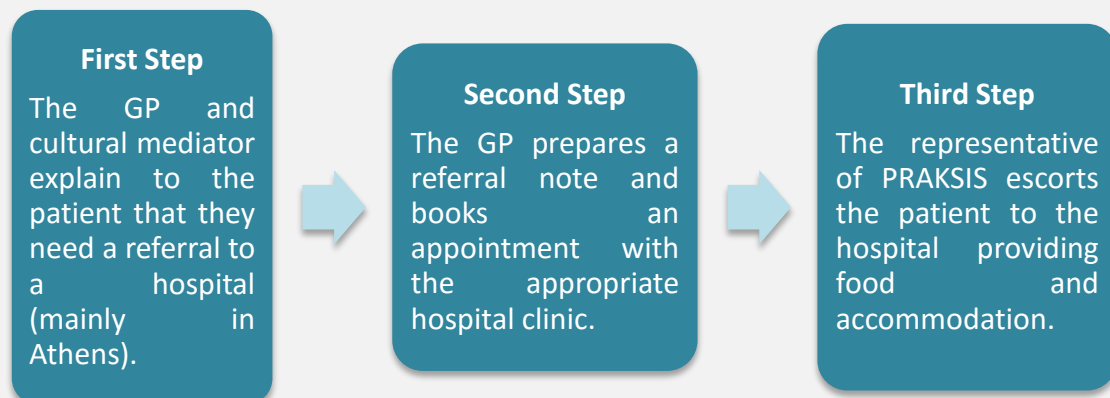 First Step
The GP and
cultural mediator
explain to the
patient that they
need a referral to
a hospital
(mainly in
Athens).
Second Step
The GP prepares a
referral note and
books an
appointment with
the appropriate
hospital clinic.
Third Step
The representative
of PRAKSIS escorts
the patient to the
hospital providing
food and
accommodation.